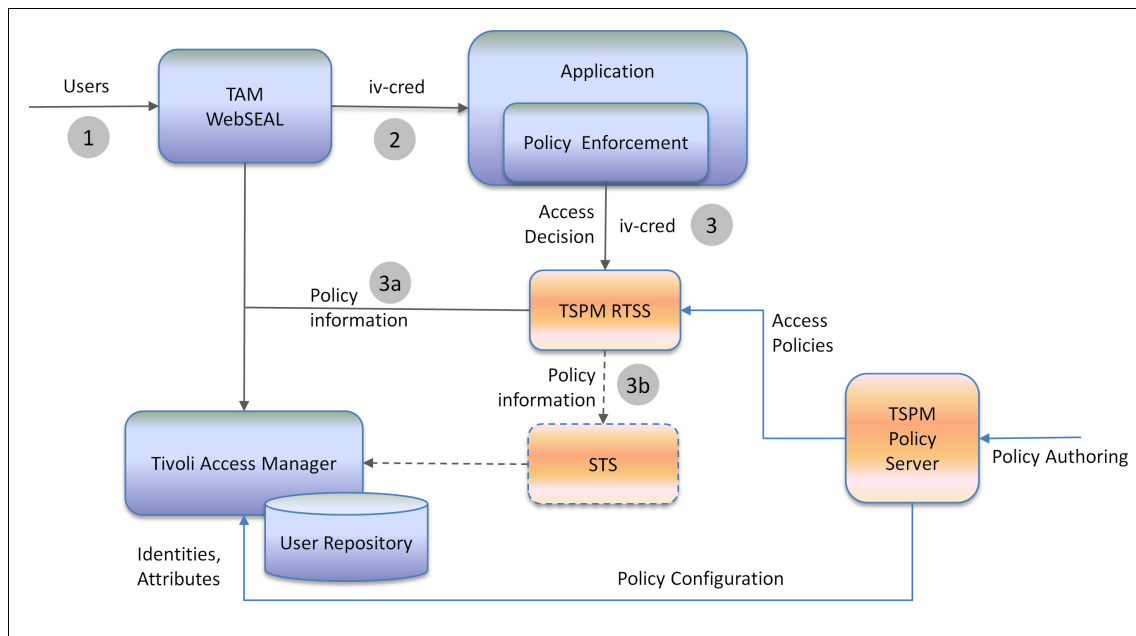 Users
1
TAM
WebSEAL
iv-cred
2
Application
Policy Enforcement
Access
Decision
iv-cred
3
3a
Policy
information
TSPM RTSS
Access
Policies
Policy
information
3b
TSPM
Policy
Server
Policy Authoring
Tivoli Access Manager
STS
User Repository
Identities,
Attributes
Policy Configuration